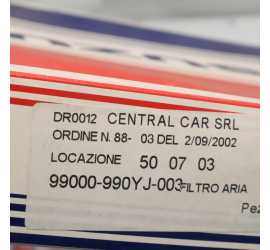 DR0012 CENTRAL CAR SRL
ORDINE N. 88- 03 DEL 2/09/2002
LOCAZIONE 50 07 03
99000-990YJ-003 FILTRO ARIA
Pez